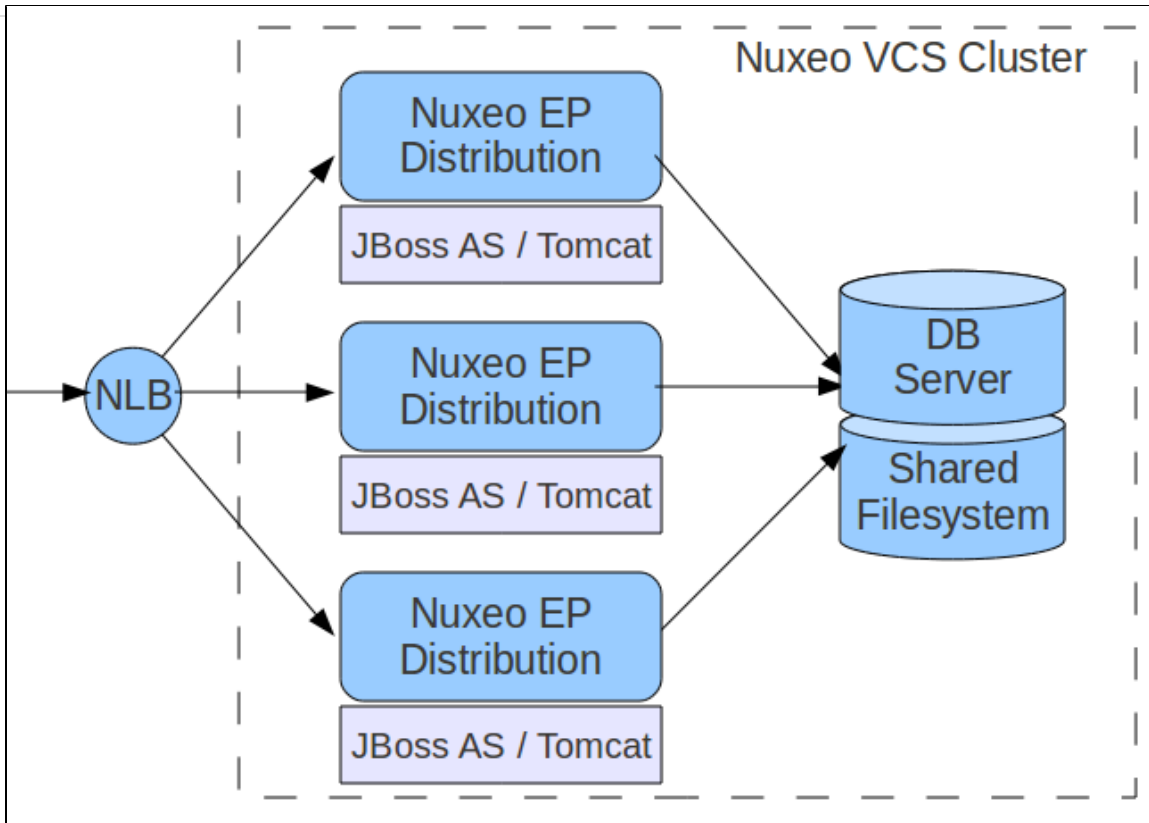 Nuxeo VCS Cluster
Nuxeo EP
Distribution
JBoss AS / Tomcat
NLB
Nuxeo EP
Distribution
JBoss AS / Tomcat
DB
Server
Shared
Filesystem
Nuxeo EP
Distribution
JBoss AS / Tomcat